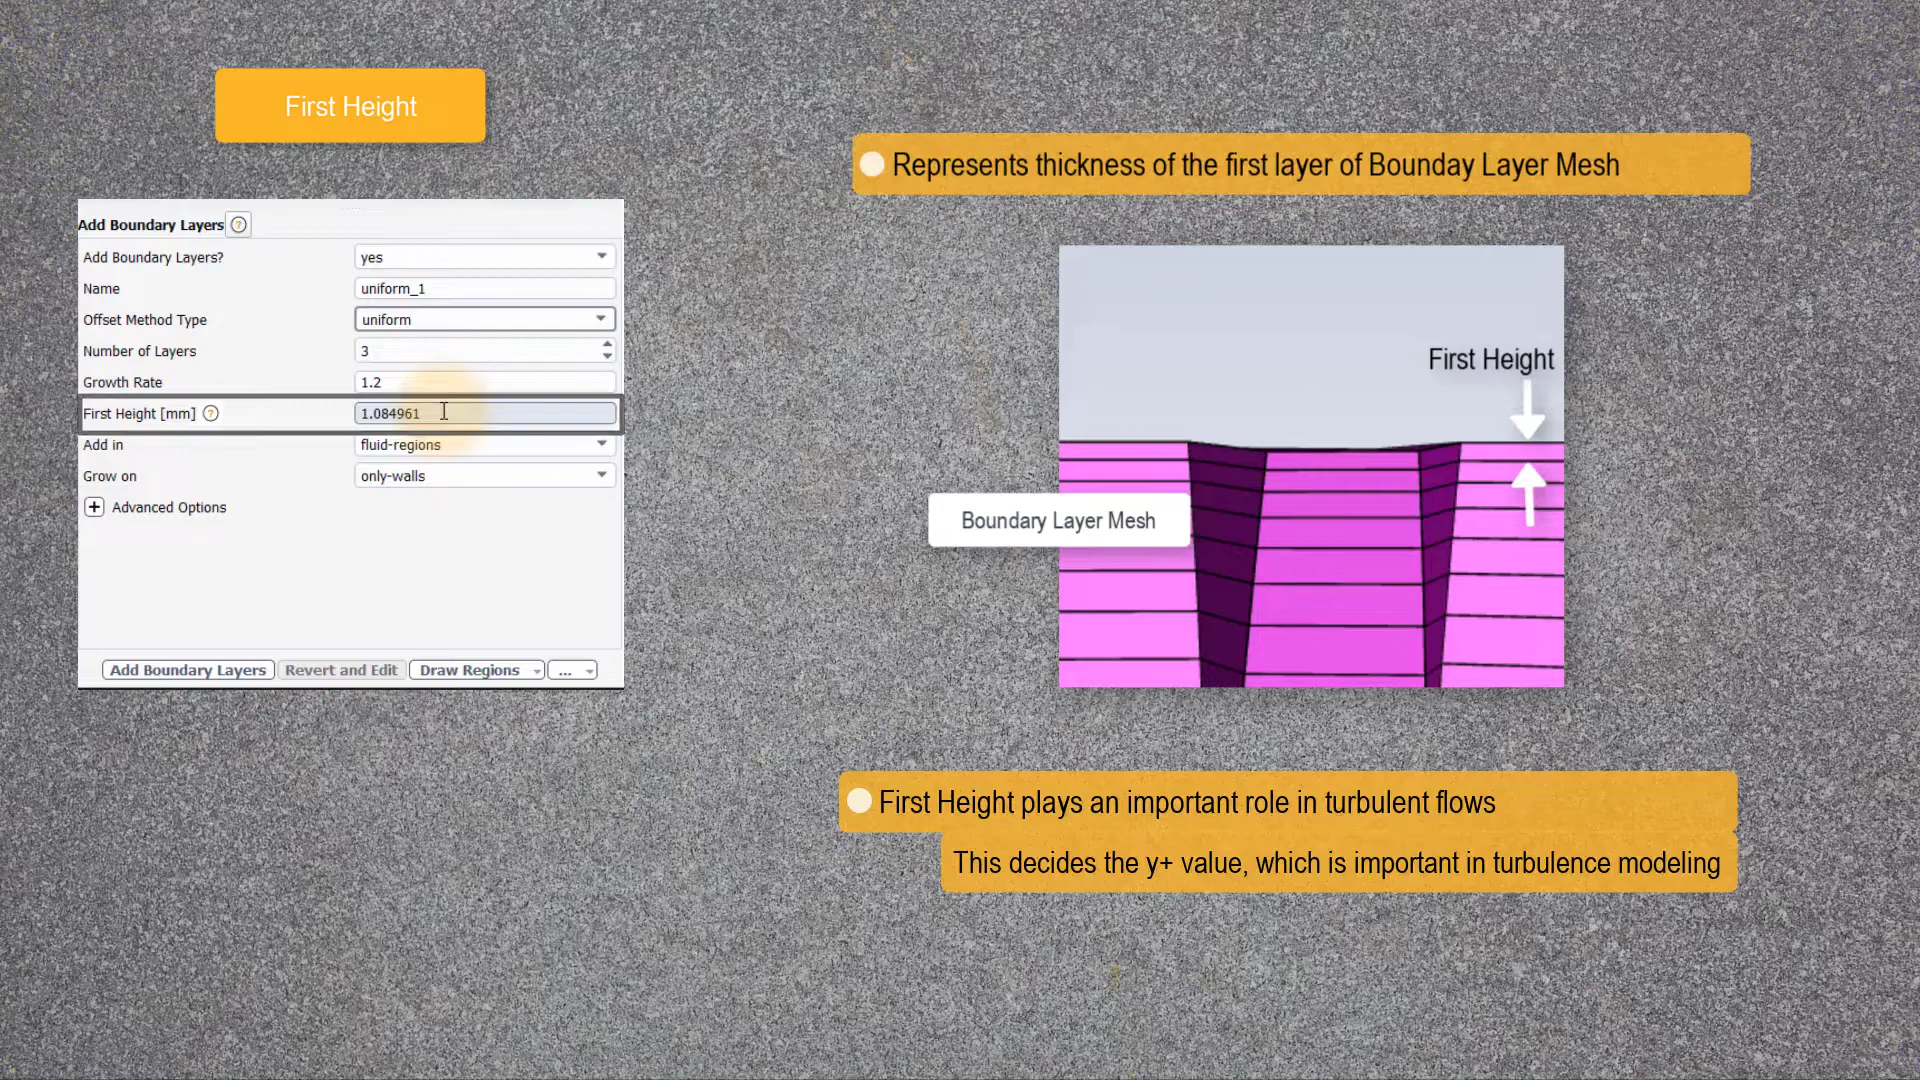 First Height
Represents thickness of the first layer of Bounday Layer Mesh
Add Boundary Layers ?
Add Boundary Layers? yes
Name uniform_1
Offset Method Type uniform
Number of Layers 3
Growth Rate 1.2
First Height [mm] ? 1.084961
Add in fluid-regions
Grow on only-walls
+ Advanced Options
Add Boundary Layers Revert and Edit Draw Regions ...
First Height
Boundary Layer Mesh
First Height plays an important role in turbulent flows
This decides the y+ value, which is important in turbulence modeling